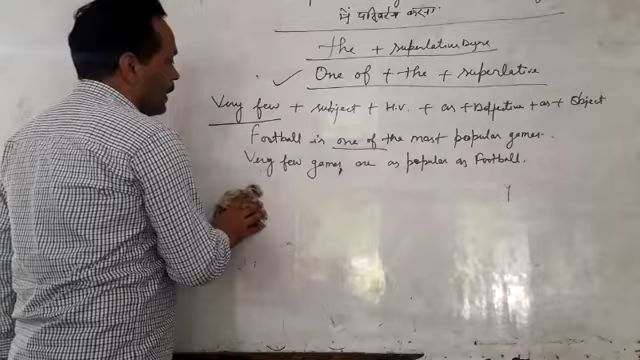 में परिवर्तन करना
the + superlative Dgre
One of + the + superlative
Very few + subject + H.V. + as + Adjective + as + Object
Football is one of the most popular games.
Very few games are as popular as Football.